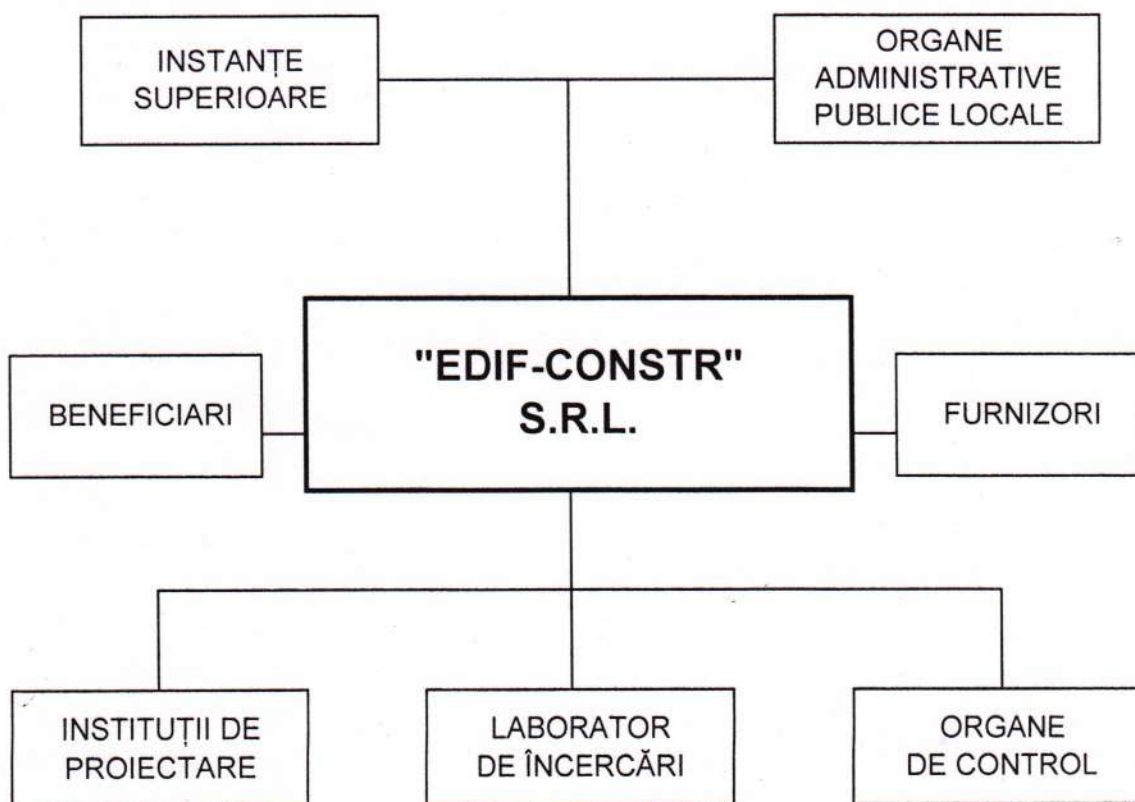 INSTANȚE
SUPERIOARE
ORGANE
ADMINISTRATIVE
PUBLICE LOCALE
"EDIF-CONSTR"
S.R.L.
BENEFICIARI
FURNIZORI
INSTITUȚII DE
PROIECTARE
LABORATOR
DE ÎNCERCĂRI
ORGANE
DE CONTROL